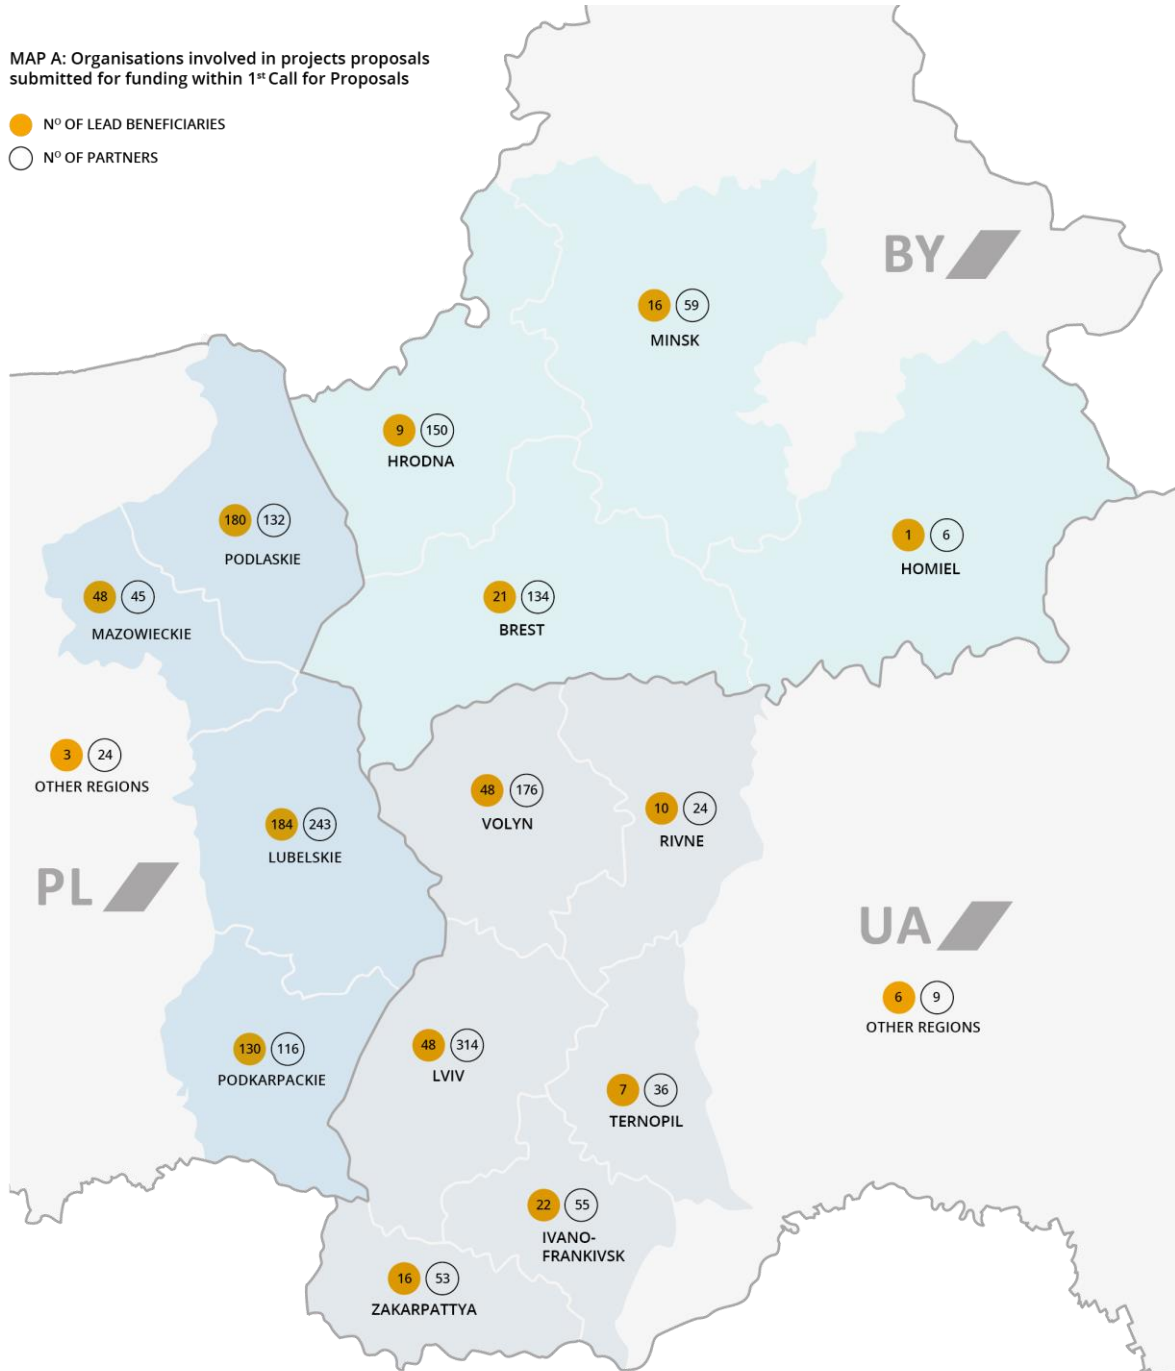 MAP A: Organisations involved in projects proposals
submitted for funding within 1st Call for Proposals
Nº OF LEAD BENEFICIARIES
Nº OF PARTNERS
BY
16 59
MINSK
9 150
HRODNA
180 132
PODLASKIE
1 6
HOMIEL
48 45
MAZOWIECKIE
21 134
BREST
3 24
OTHER REGIONS
48 176
VOLYN
10 24
RIVNE
184 243
LUBELSKIE
PL
UA
6 9
OTHER REGIONS
130 116
PODKARPACKIE
48 314
LVIV
7 36
TERNOPIL
22 55
IVANO-
FRANKIVSK
16 53
ZAKARPATTYA